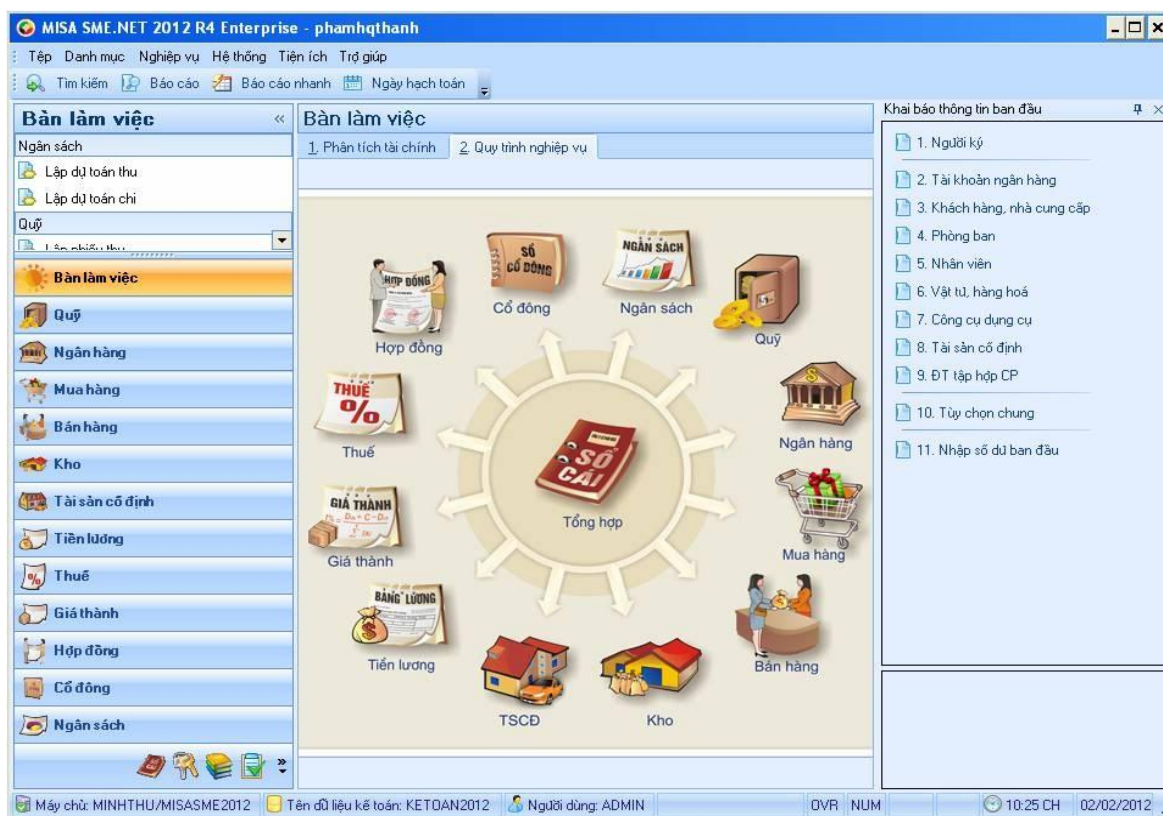 MISA SME.NET 2012 R4 Enterprise - phamhqthanh
Tệp Danh mục Nghiệp vụ Hệ thống Tiện ích Trợ giúp
Tìm kiếm Báo cáo Báo cáo nhanh Ngày hạch toán
Bàn làm việc «
Ngân sách
Lập dự toán thu
Lập dự toán chi
Quỹ
Lập phiếu thu
Bàn làm việc
Quỹ
Ngân hàng
Mua hàng
Bán hàng
Kho
Tài sản cố định
Tiền lương
Thuế
Giá thành
Hợp đồng
Cổ đông
Ngân sách
Bàn làm việc
1. Phân tích tài chính 2. Quy trình nghiệp vụ
HỢP ĐỒNG
Hợp đồng
SỔ
CỔ ĐÔNG
Cổ đông
NGÂN SÁCH
Ngân sách
Quỹ
THUẾ
%
Thuế
Ngân hàng
SỔ
CÁI
Tổng hợp
GIÁ THÀNH
Giá thành
Mua hàng
BẢNG LƯƠNG
Tiền lương
TSCĐ
Kho
Bán hàng
Khai báo thông tin ban đầu
1. Người ký
2. Tài khoản ngân hàng
3. Khách hàng, nhà cung cấp
4. Phòng ban
5. Nhân viên
6. Vật tư, hàng hoá
7. Công cụ dụng cụ
8. Tài sản cố định
9. ĐT tập hợp CP
10. Tùy chọn chung
11. Nhập số dư ban đầu
Máy chủ: MINHTHU/MISASME2012 Tên dữ liệu kế toán: KETOAN2012 Người dùng: ADMIN OVR NUM 10:25 CH 02/02/2012